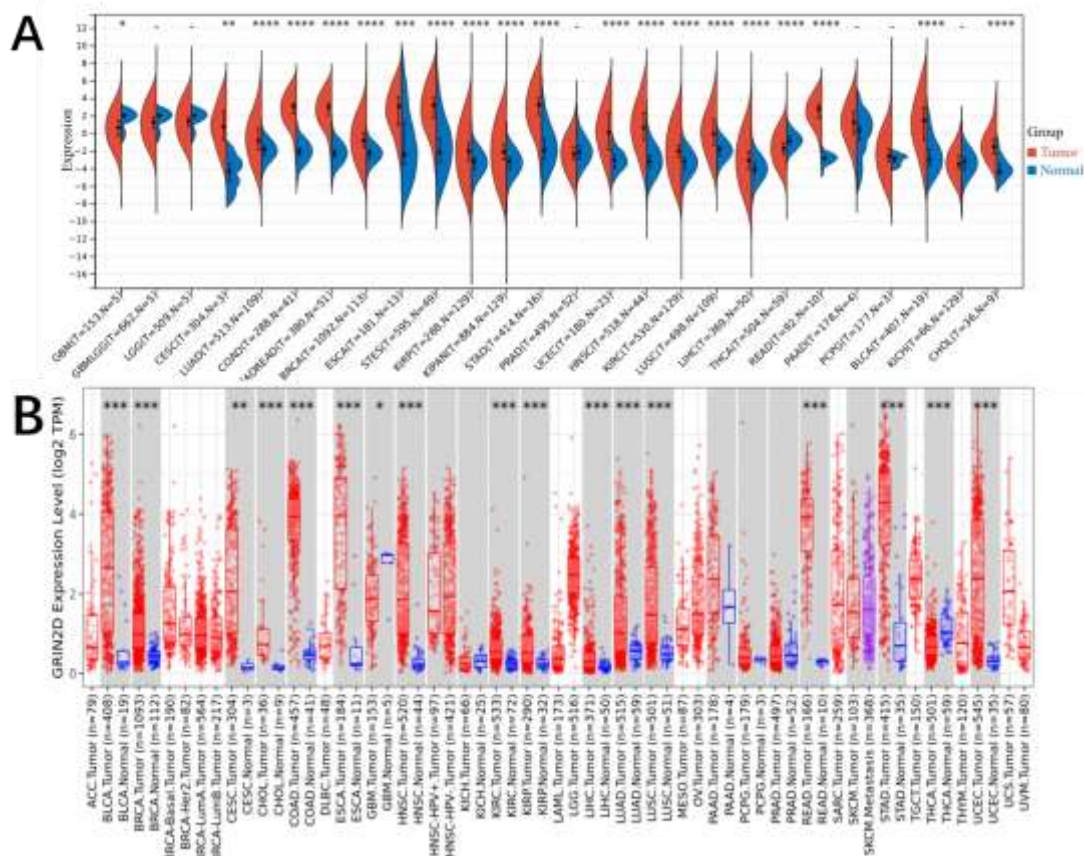 A
* - - ** **** **** **** **** *** **** **** **** **** - **** **** **** **** **** **** **** - - **** - ****
12
8
4
2
0
−2
−4
−6
−8
−10
−12
−14
−16
Expression
Group
Tumor
Normal
GBM(T=153,N=5)
GBMLGG(T=662,N=5)
LGG(T=509,N=5)
CESC(T=304,N=3)
LUAD(T=513,N=109)
COAD(T=288,N=41)
COADREAD(T=380,N=51)
BRCA(T=1092,N=113)
ESCA(T=181,N=13)
STES(T=595,N=49)
KIRP(T=288,N=129)
KIPAN(T=884,N=129)
STAD(T=414,N=36)
PRAD(T=495,N=52)
UCEC(T=180,N=23)
HNSC(T=518,N=44)
KIRC(T=530,N=129)
LUSC(T=498,N=109)
LIHC(T=369,N=50)
THCA(T=504,N=59)
READ(T=92,N=10)
PAAD(T=178,N=4)
PCPG(T=177,N=3)
BLCA(T=407,N=19)
KICH(T=66,N=129)
CHOL(T=36,N=9)
B
*** *** ** *** *** *** * *** *** *** *** *** *** *** *** *** ***
6
4
2
0
GRIN2D Expression Level (log2 TPM)
ACC.Tumor (n=79)
BLCA.Tumor (n=408)
BLCA.Normal (n=19)
BRCA.Tumor (n=1093)
BRCA.Normal (n=112)
BRCA-Basal.Tumor (n=190)
BRCA-Her2.Tumor (n=82)
BRCA-LumA.Tumor (n=564)
BRCA-LumB.Tumor (n=217)
CESC.Tumor (n=304)
CESC.Normal (n=3)
CHOL.Tumor (n=36)
CHOL.Normal (n=9)
COAD.Tumor (n=457)
COAD.Normal (n=41)
DLBC.Tumor (n=48)
ESCA.Tumor (n=184)
ESCA.Normal (n=11)
GBM.Tumor (n=153)
GBM.Normal (n=5)
HNSC.Tumor (n=520)
HNSC.Normal (n=44)
HNSC-HPV+.Tumor (n=97)
HNSC-HPV-.Tumor (n=421)
KICH.Tumor (n=66)
KICH.Normal (n=25)
KIRC.Tumor (n=533)
KIRC.Normal (n=72)
KIRP.Tumor (n=290)
KIRP.Normal (n=32)
LAML.Tumor (n=173)
LGG.Tumor (n=516)
LIHC.Tumor (n=371)
LIHC.Normal (n=50)
LUAD.Tumor (n=515)
LUAD.Normal (n=59)
LUSC.Tumor (n=501)
LUSC.Normal (n=51)
MESO.Tumor (n=87)
OV.Tumor (n=303)
PAAD.Tumor (n=178)
PAAD.Normal (n=4)
PCPG.Tumor (n=179)
PCPG.Normal (n=3)
PRAD.Tumor (n=497)
PRAD.Normal (n=52)
READ.Tumor (n=166)
READ.Normal (n=10)
SARC.Tumor (n=259)
SKCM.Tumor (n=103)
SKCM.Metastasis (n=368)
STAD.Tumor (n=415)
STAD.Normal (n=35)
TGCT.Tumor (n=150)
THCA.Tumor (n=501)
THCA.Normal (n=59)
THYM.Tumor (n=120)
UCEC.Tumor (n=545)
UCEC.Normal (n=35)
UCS.Tumor (n=57)
UVM.Tumor (n=80)